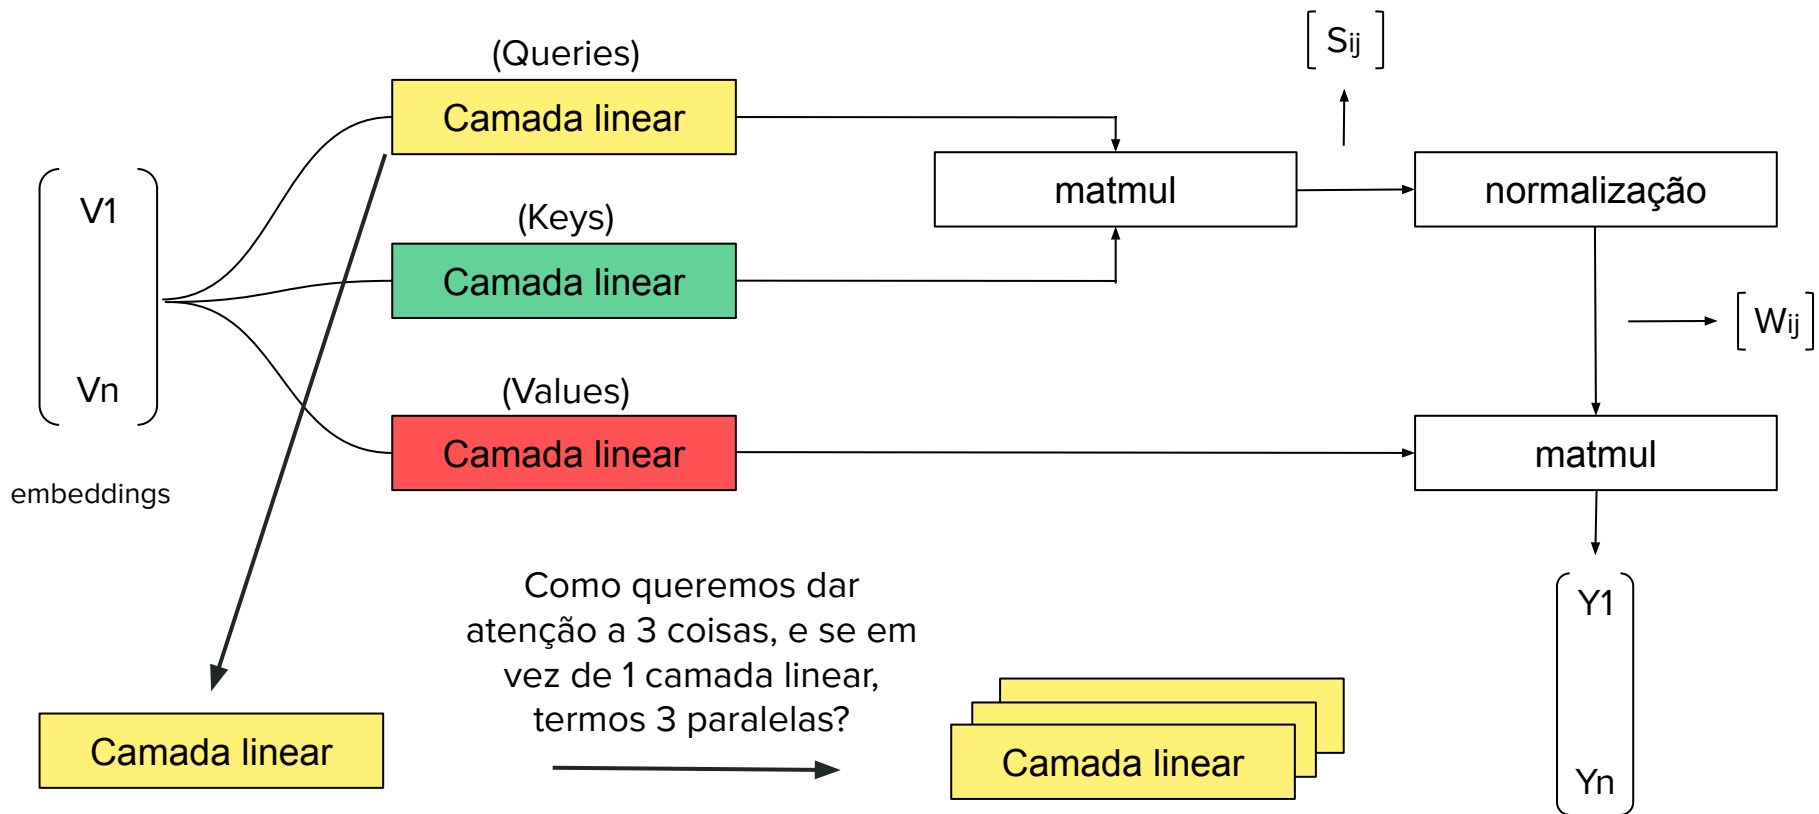 (Queries)
Camada linear
[Sij]
V1
Vn
embeddings
(Keys)
Camada linear
matmul
normalização
[Wij]
(Values)
Camada linear
matmul
Como queremos dar
atenção a 3 coisas, e se em
vez de 1 camada linear,
termos 3 paralelas?
Camada linear
Camada linear
Y1
Yn